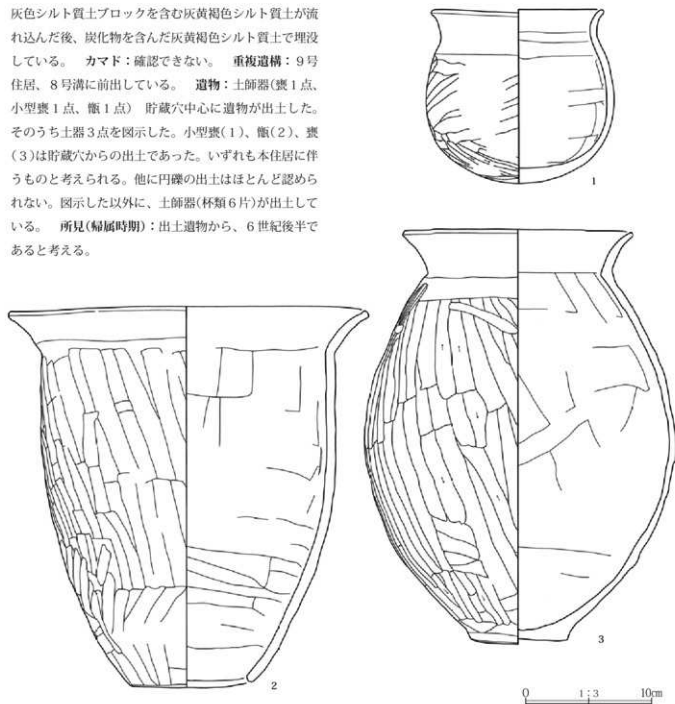 灰色シルト質土ブロックを含む灰黄褐色シルト質土が流
れ込んだ後、炭化物を含んだ灰黄褐色シルト質土で埋没
している。　カマド：確認できない。　重複遺構：９号
住居、８号溝に前出している。　遺物：土師器(甕１点、
小型甕１点、甑１点)　貯蔵穴中心に遺物が出土した。
そのうち土器３点を図示した。小型甕(１)、甑(２)、甕
(３)は貯蔵穴からの出土であった。いずれも本住居に伴
うものと考えられる。他に円礫の出土はほとんど認めら
れない。図示した以外に、土師器(杯類６片)が出土して
いる。　所見(帰属時期)：出土遺物から、６世紀後半で
あると考える。
1
2
3
0　1：3　10㎝